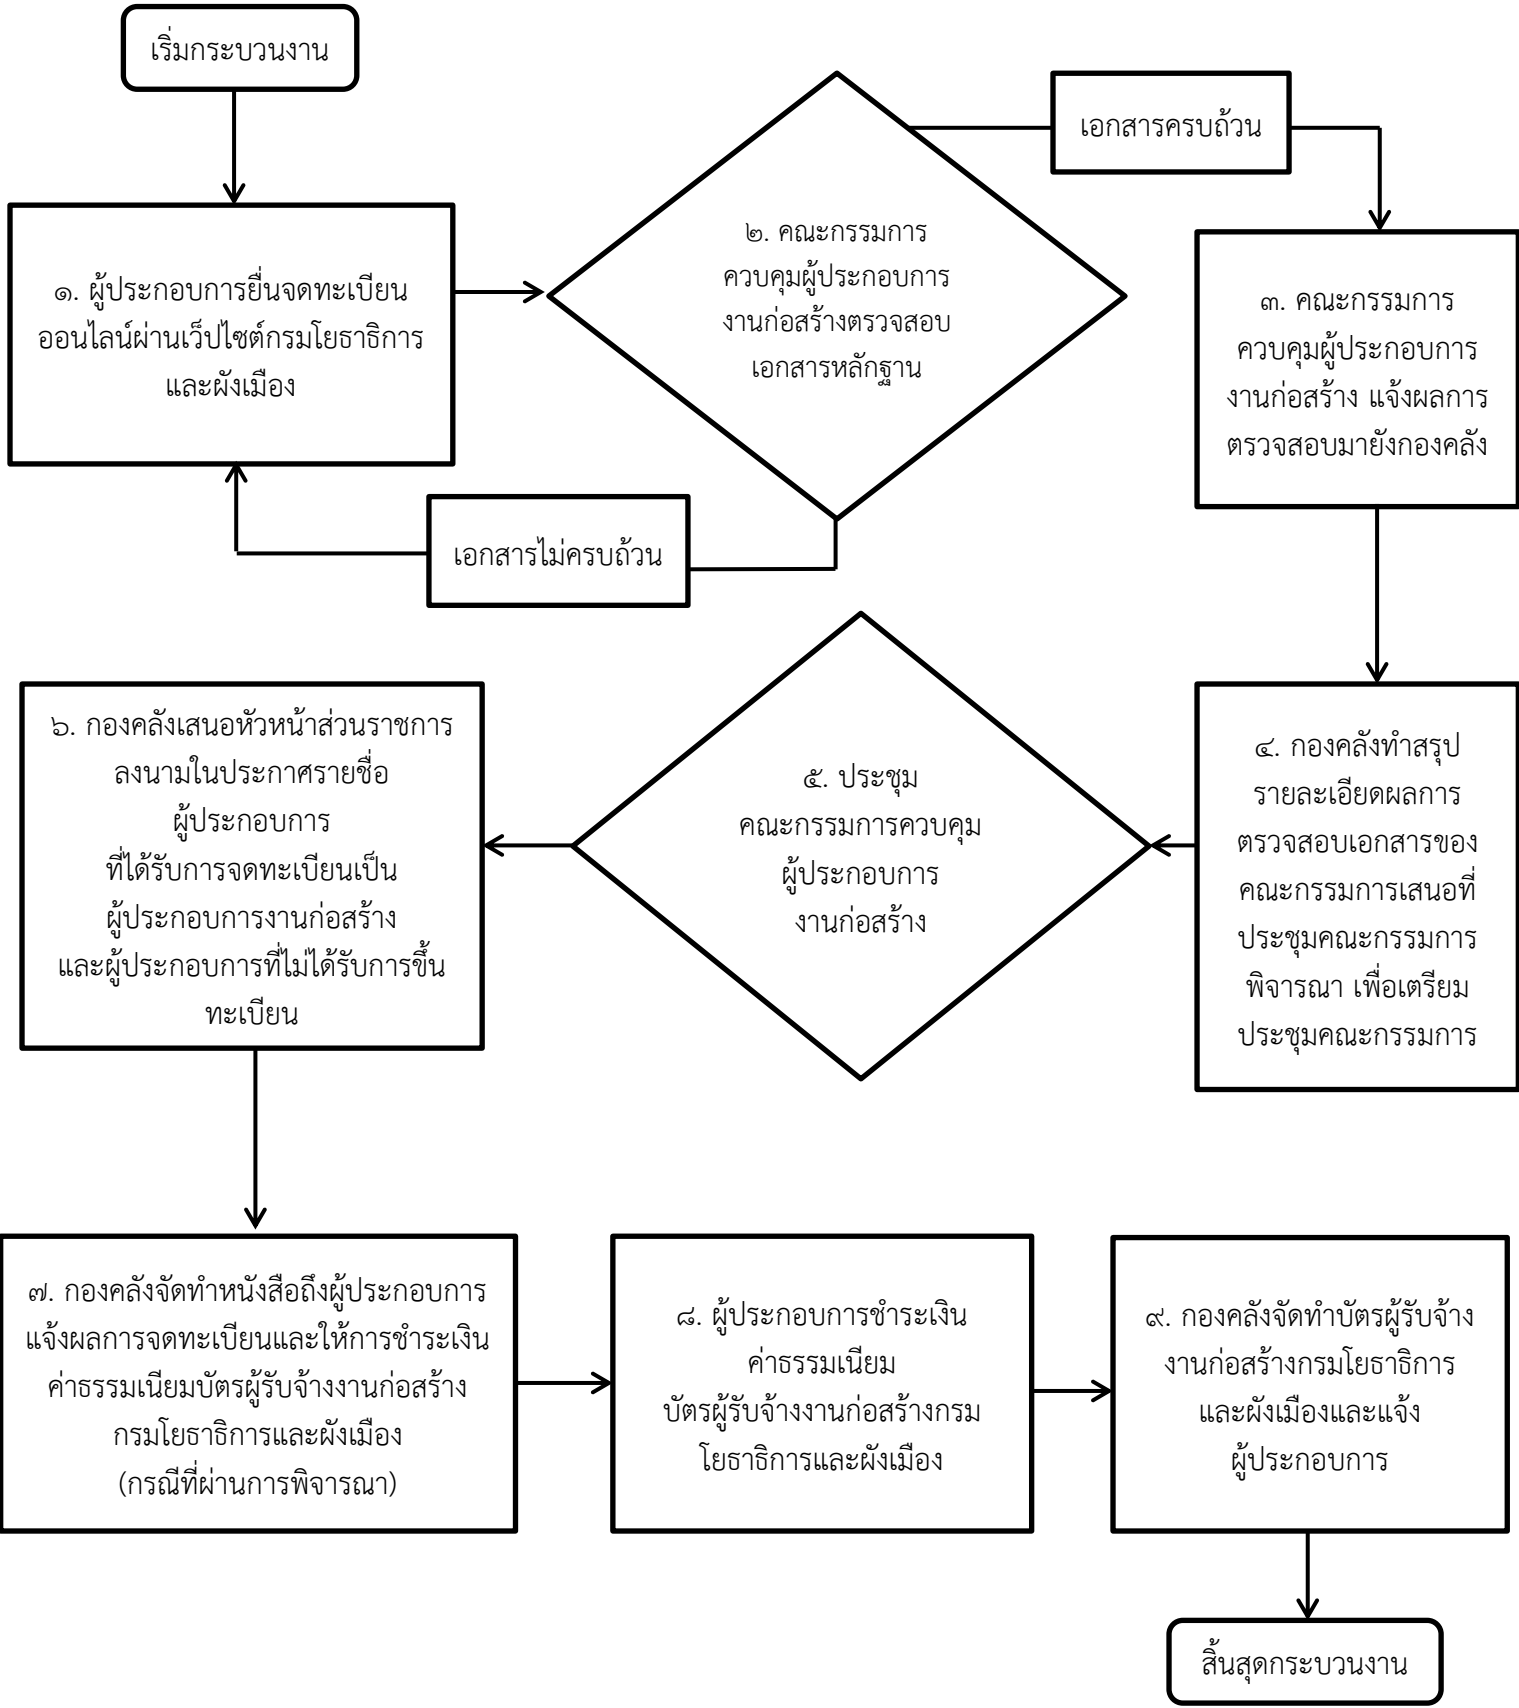 เริ่มกระบวนงาน
๑. ผู้ประกอบการยื่นจดทะเบียน
ออนไลน์ผ่านเว็ปไซต์กรมโยธาธิการ
และผังเมือง
๒. คณะกรรมการ
ควบคุมผู้ประกอบการ
งานก่อสร้างตรวจสอบ
เอกสารหลักฐาน
เอกสารครบถ้วน
เอกสารไม่ครบถ้วน
๓. คณะกรรมการ
ควบคุมผู้ประกอบการ
งานก่อสร้าง แจ้งผลการ
ตรวจสอบมายังกองคลัง
๔. กองคลังทำสรุป
รายละเอียดผลการ
ตรวจสอบเอกสารของ
คณะกรรมการเสนอที่
ประชุมคณะกรรมการ
พิจารณา เพื่อเตรียม
ประชุมคณะกรรมการ
๕. ประชุม
คณะกรรมการควบคุม
ผู้ประกอบการ
งานก่อสร้าง
๖. กองคลังเสนอหัวหน้าส่วนราชการ
ลงนามในประกาศรายชื่อ
ผู้ประกอบการ
ที่ได้รับการจดทะเบียนเป็น
ผู้ประกอบการงานก่อสร้าง
และผู้ประกอบการที่ไม่ได้รับการขึ้น
ทะเบียน
๗. กองคลังจัดทำหนังสือถึงผู้ประกอบการ
แจ้งผลการจดทะเบียนและให้การชำระเงิน
ค่าธรรมเนียมบัตรผู้รับจ้างงานก่อสร้าง
กรมโยธาธิการและผังเมือง
(กรณีที่ผ่านการพิจารณา)
๘. ผู้ประกอบการชำระเงิน
ค่าธรรมเนียม
บัตรผู้รับจ้างงานก่อสร้างกรม
โยธาธิการและผังเมือง
๙. กองคลังจัดทำบัตรผู้รับจ้าง
งานก่อสร้างกรมโยธาธิการ
และผังเมืองและแจ้ง
ผู้ประกอบการ
สิ้นสุดกระบวนงาน